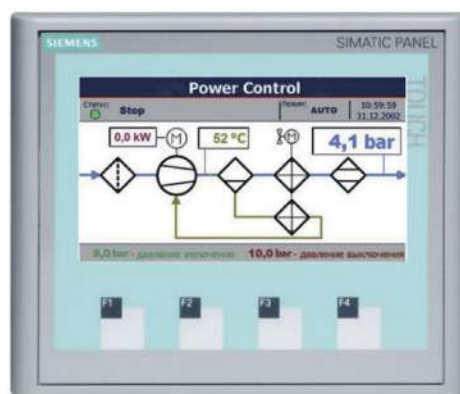 SIEMENS
SIMATIC PANEL
TOUCH
Power Control
Статус: Stop
Режим: AUTO
10:59:59
31.12.2002
0,0 kW
M
52 °C
M
4,1 bar
8,0 bar - давление включения
10,0 bar - давление выключения
F1
F2
F3
F4